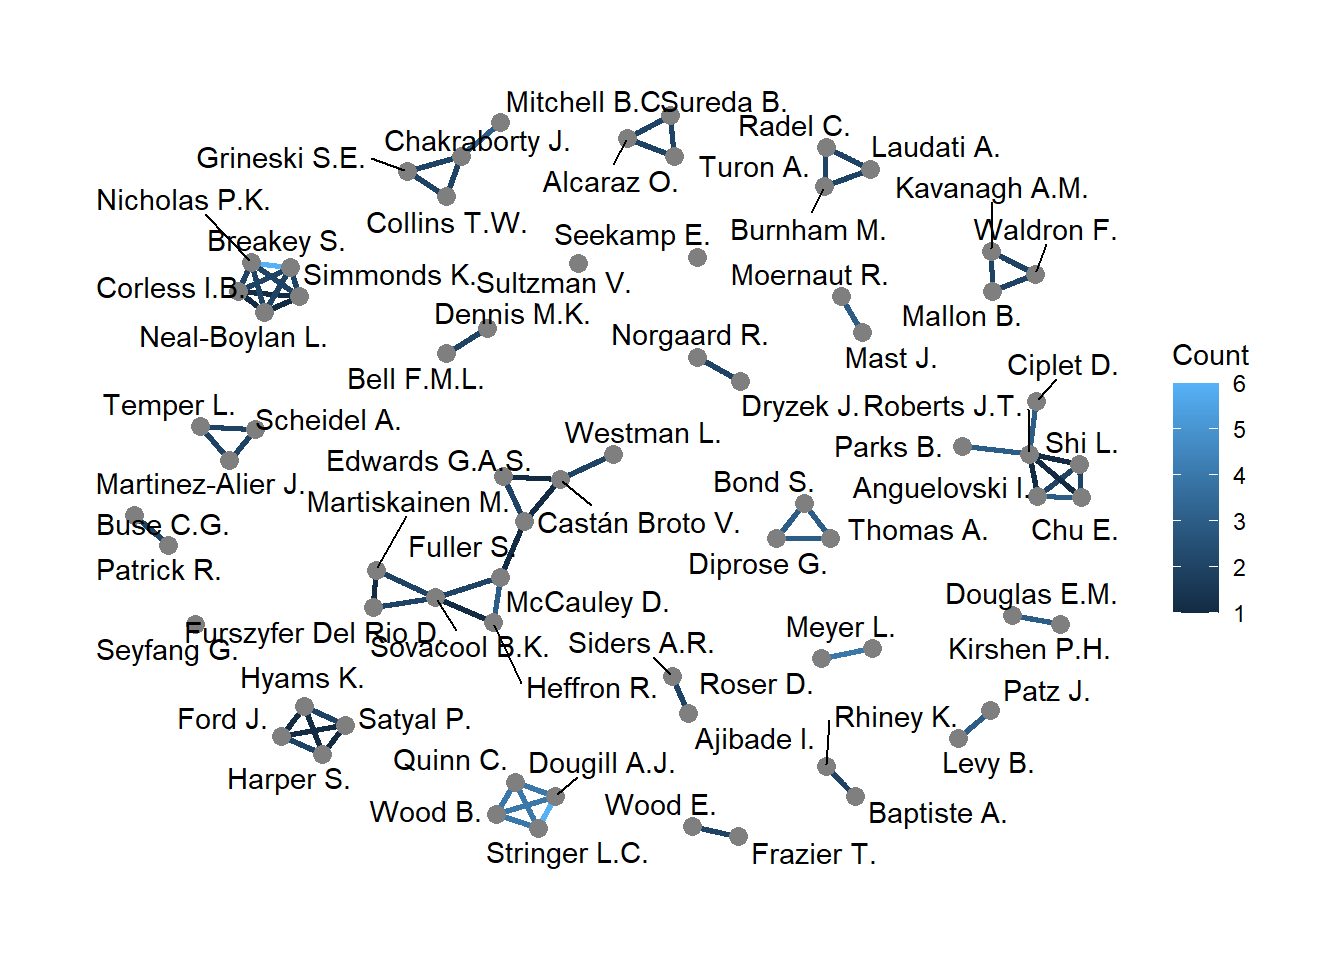 Mitchell B.C
Sureda B.
Chakraborty J.
Radel C.
Grineski S.E.
Laudati A.
Turon A.
Alcaraz O.
Kavanagh A.M.
Nicholas P.K.
Collins T.W.
Burnham M.
Waldron F.
Breakey S.
Seekamp E.
Simmonds K.
Moernaut R.
Corless I.B.
Sultzman V.
Dennis M.K.
Mallon B.
Neal-Boylan L.
Norgaard R.
Mast J.
Count
Ciplet D.
Bell F.M.L.
6
Temper L.
Dryzek J.
Roberts J.T.
Scheidel A.
5
Westman L.
Parks B.
Shi L.
Edwards G.A.S.
4
Martinez-Alier J.
Bond S.
Anguelovski I.
Martiskainen M.
3
Buse C.G.
Castán Broto V.
Thomas A.
Chu E.
Fuller S.
Diprose G.
2
Patrick R.
Douglas E.M.
McCauley D.
1
Meyer L.
Furszyfer Del Rio D.
Siders A.R.
Seyfang G.
Sovacool B.K.
Kirshen P.H.
Hyams K.
Heffron R.
Roser D.
Patz J.
Ford J.
Satyal P.
Rhiney K.
Ajibade I.
Quinn C.
Dougill A.J.
Levy B.
Harper S.
Wood B.
Wood E.
Baptiste A.
Stringer L.C.
Frazier T.